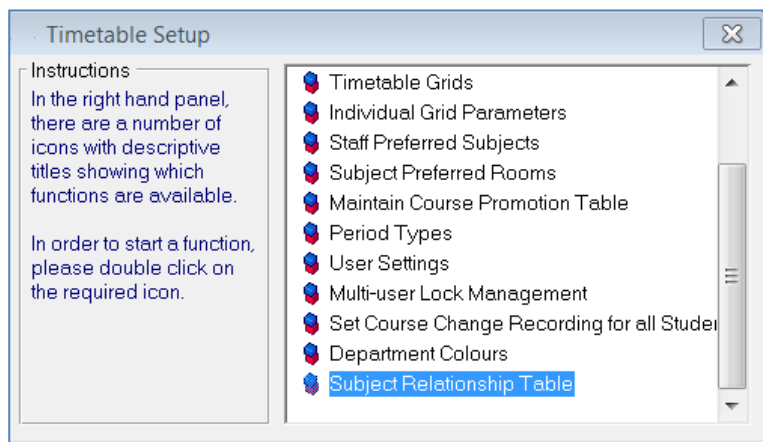 Timetable Setup
Instructions
In the right hand panel,
there are a number of
icons with descriptive
titles showing which
functions are available.
In order to start a function,
please double click on
the required icon.
Timetable Grids
Individual Grid Parameters
Staff Preferred Subjects
Subject Preferred Rooms
Maintain Course Promotion Table
Period Types
User Settings
Multi-user Lock Management
Set Course Change Recording for all Studer
Department Colours
Subject Relationship Table